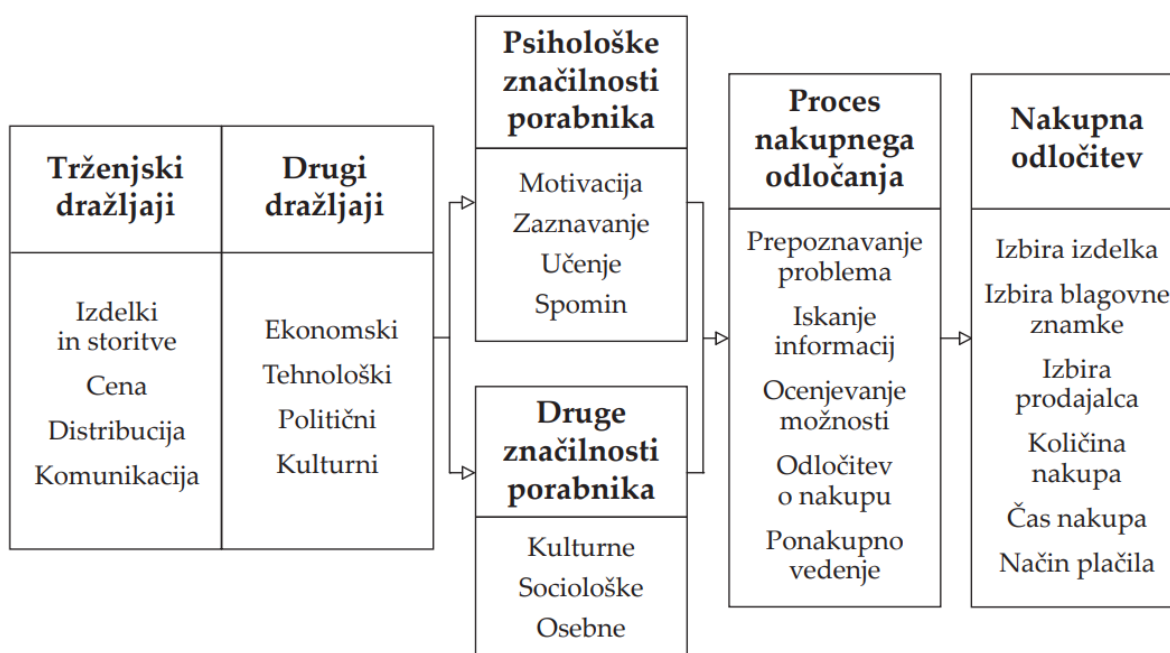 Trženjski
dražljaji
Izdelki
in storitve
Cena
Distribucija
Komunikacija
Drugi
dražljaji
Ekonomski
Tehnološki
Politični
Kulturni
Psihološke
značilnosti
porabnika
Motivacija
Zaznavanje
Učenje
Spomin
Druge
značilnosti
porabnika
Kulturne
Sociološke
Osebne
Proces
nakupnega
odločanja
Prepoznavanje
problema
Iskanje
informacij
Ocenjevanje
možnosti
Odločitev
o nakupu
Ponakupno
vedenje
Nakupna
odločitev
Izbira izdelka
Izbira blagovne
znamke
Izbira
prodajalca
Količina
nakupa
Čas nakupa
Način plačila